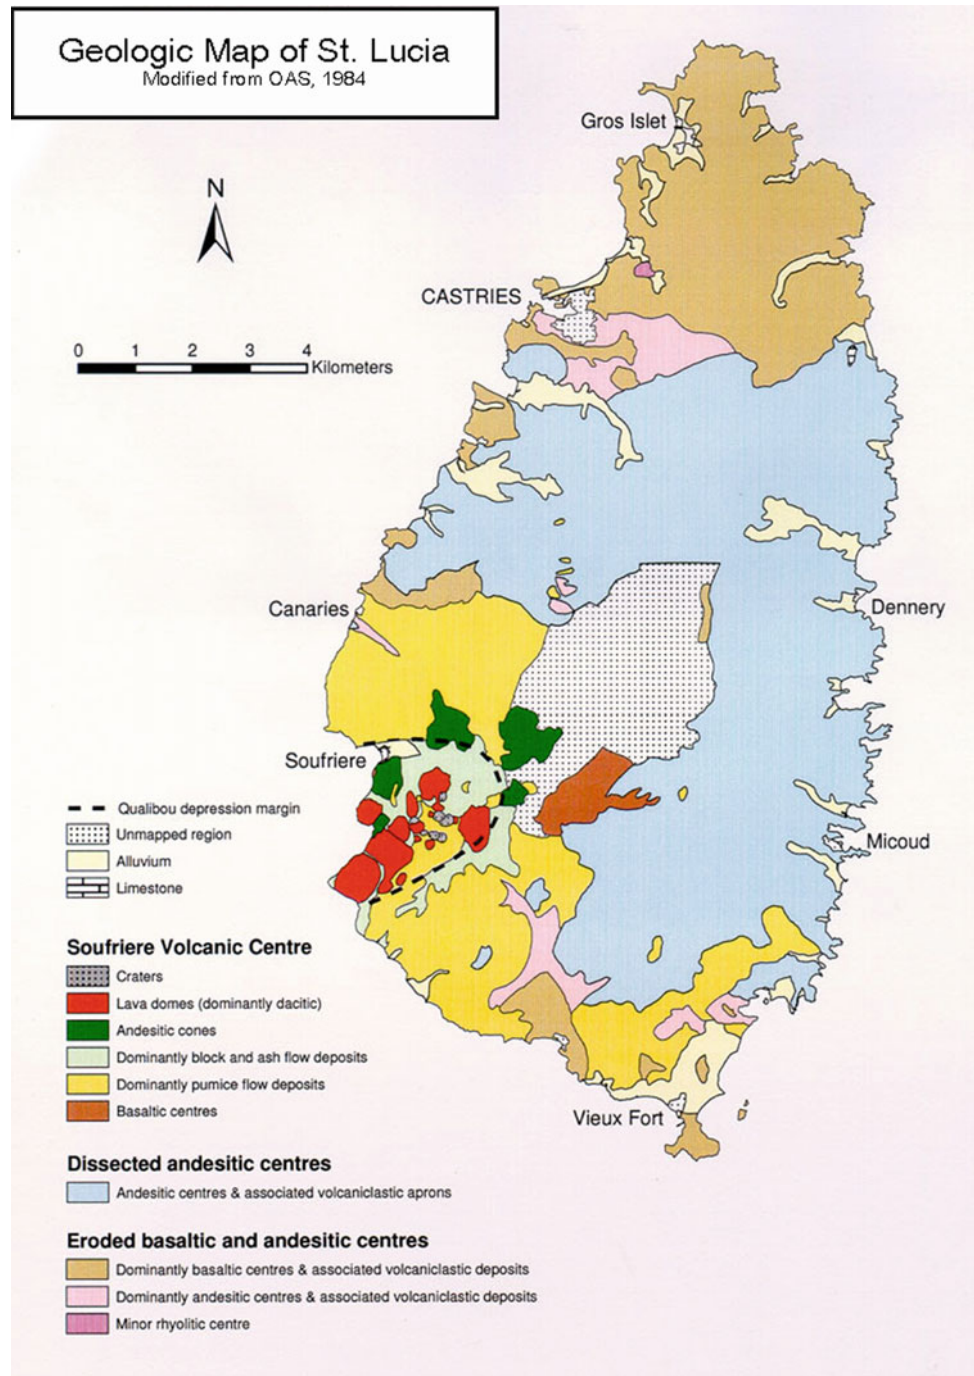 Geologic Map of St. Lucia
Modified from OAS, 1984
Gros Islet
N
CASTRIES
0 1 2 3 4
Kilometers
Canaries
Dennery
Soufriere
Qualibou depression margin
Unmapped region
Micoud
Alluvium
Limestone
Soufriere Volcanic Centre
Craters
Lava domes (dominantly dacitic)
Andesitic cones
Dominantly block and ash flow deposits
Dominantly pumice flow deposits
Basaltic centres
Vieux Fort
Dissected andesitic centres
Andesitic centres & associated volcaniclastic aprons
Eroded basaltic and andesitic centres
Dominantly basaltic centres & associated volcaniclastic deposits
Dominantly andesitic centres & associated volcaniclastic deposits
Minor rhyolitic centre